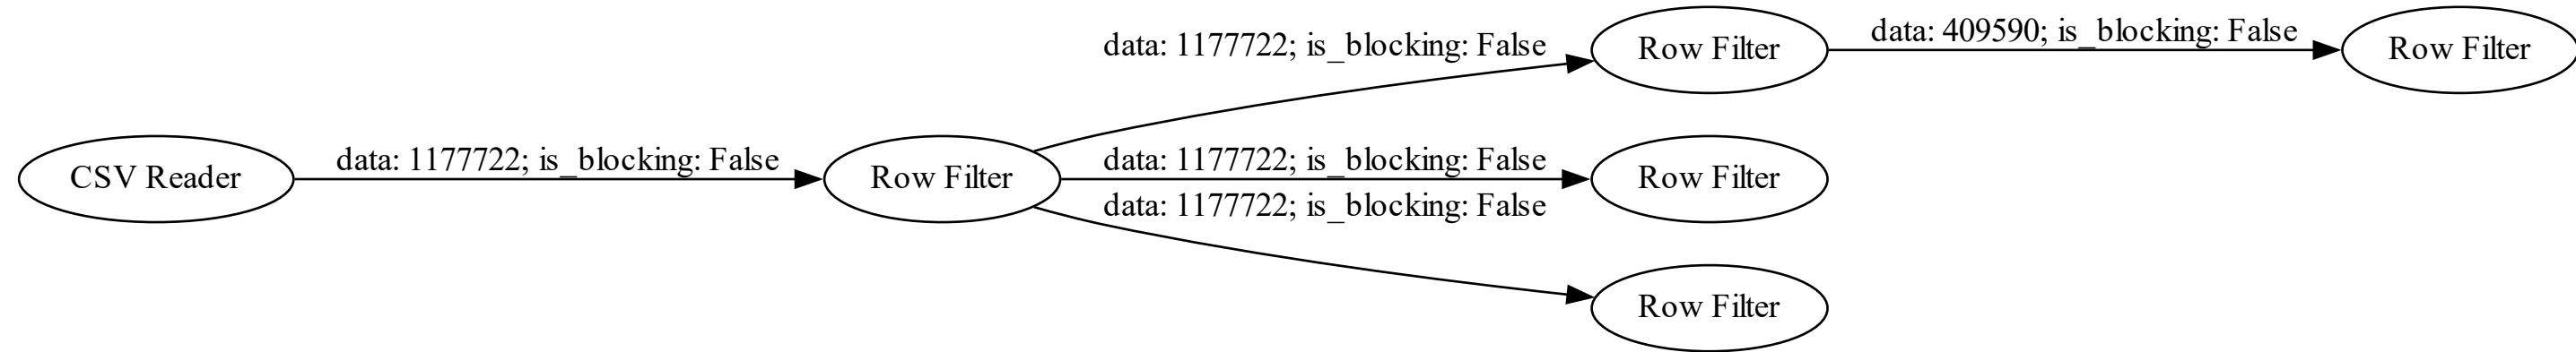 data: 1177722; is_blocking: False
Row Filter
data: 409590; is_blocking: False
Row Filter
CSV Reader
data: 1177722; is_blocking: False
Row Filter
data: 1177722; is_blocking: False
Row Filter
data: 1177722; is_blocking: False
Row Filter